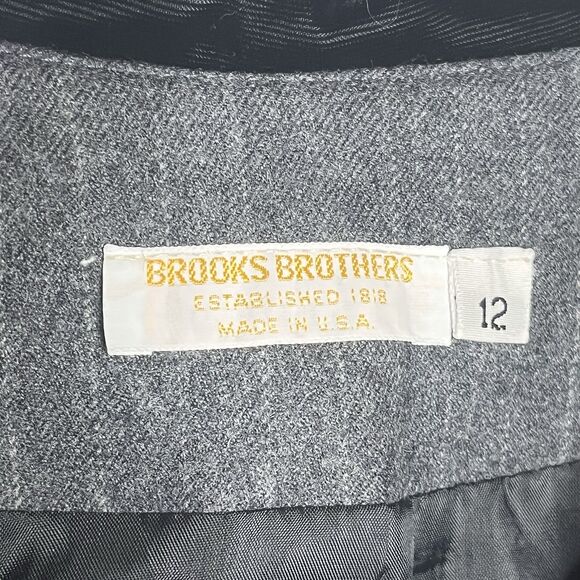 BROOKS BROTHERS
ESTABLISHED 1818
MADE IN U.S.A.
12